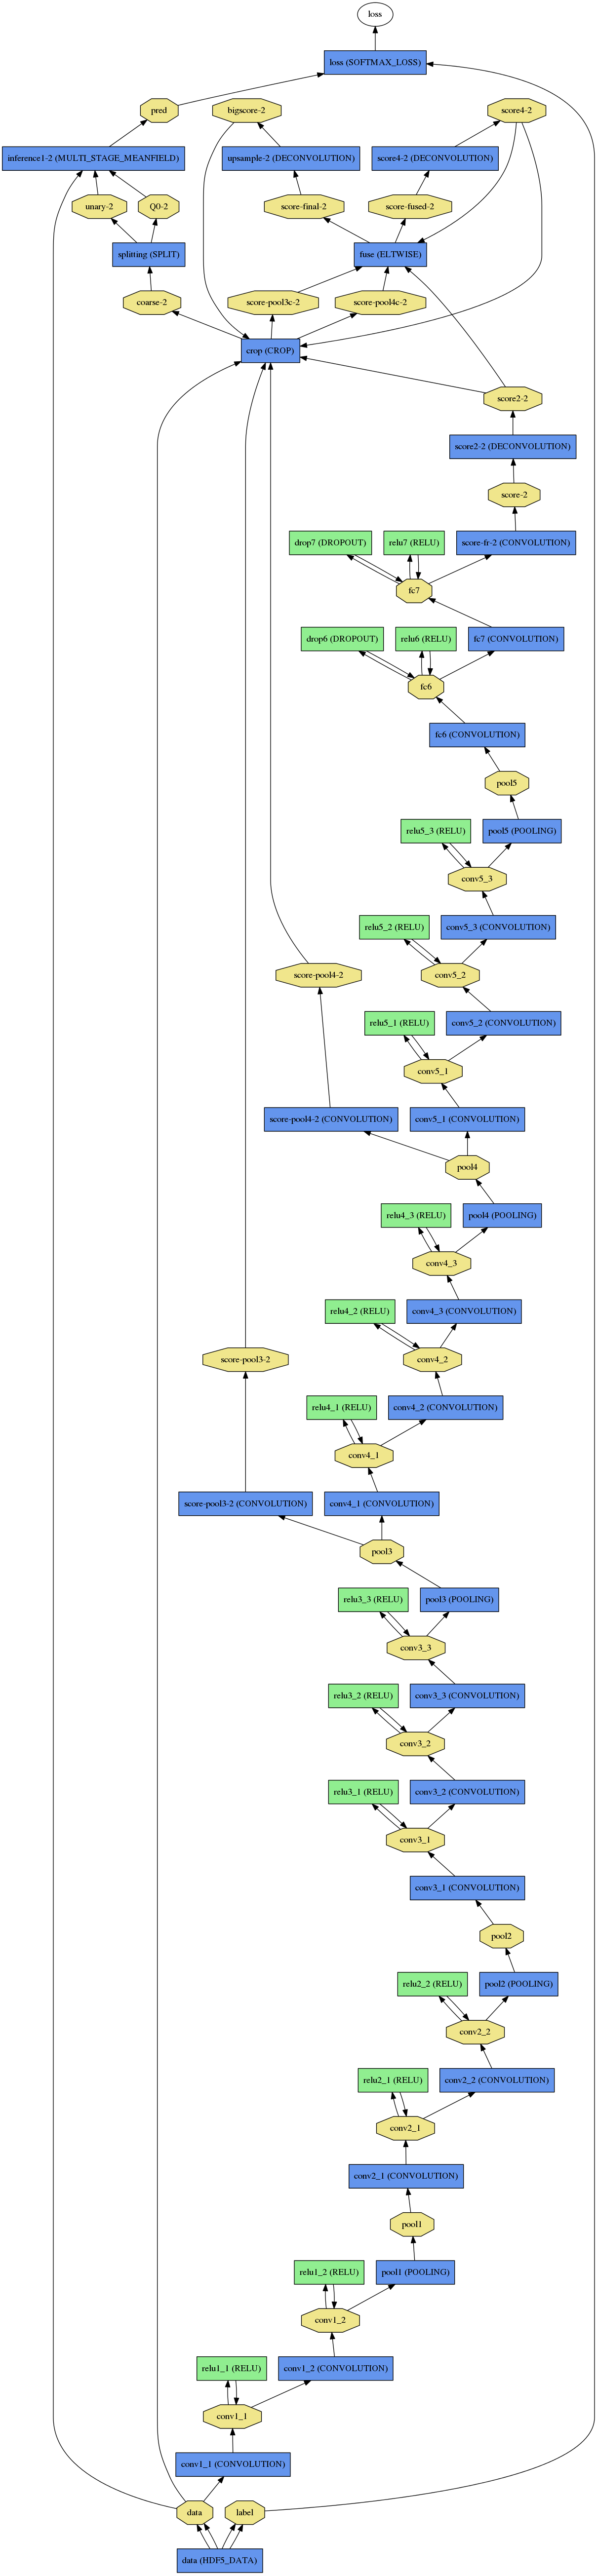 loss
loss (SOFTMAX_LOSS)
pred
bigscore-2
score4-2
inference1-2 (MULTI_STAGE_MEANFIELD)
upsample-2 (DECONVOLUTION)
score4-2 (DECONVOLUTION)
unary-2
Q0-2
score-final-2
score-fused-2
splitting (SPLIT)
fuse (ELTWISE)
coarse-2
score-pool3c-2
score-pool4c-2
crop (CROP)
score2-2
score2-2 (DECONVOLUTION)
score-2
drop7 (DROPOUT)
relu7 (RELU)
score-fr-2 (CONVOLUTION)
fc7
drop6 (DROPOUT)
relu6 (RELU)
fc7 (CONVOLUTION)
fc6
fc6 (CONVOLUTION)
pool5
relu5_3 (RELU)
pool5 (POOLING)
conv5_3
relu5_2 (RELU)
conv5_3 (CONVOLUTION)
score-pool4-2
conv5_2
relu5_1 (RELU)
conv5_2 (CONVOLUTION)
conv5_1
score-pool4-2 (CONVOLUTION)
conv5_1 (CONVOLUTION)
pool4
relu4_3 (RELU)
pool4 (POOLING)
conv4_3
relu4_2 (RELU)
conv4_3 (CONVOLUTION)
score-pool3-2
conv4_2
relu4_1 (RELU)
conv4_2 (CONVOLUTION)
conv4_1
score-pool3-2 (CONVOLUTION)
conv4_1 (CONVOLUTION)
pool3
relu3_3 (RELU)
pool3 (POOLING)
conv3_3
relu3_2 (RELU)
conv3_3 (CONVOLUTION)
conv3_2
relu3_1 (RELU)
conv3_2 (CONVOLUTION)
conv3_1
conv3_1 (CONVOLUTION)
pool2
relu2_2 (RELU)
pool2 (POOLING)
conv2_2
relu2_1 (RELU)
conv2_2 (CONVOLUTION)
conv2_1
conv2_1 (CONVOLUTION)
pool1
relu1_2 (RELU)
pool1 (POOLING)
conv1_2
relu1_1 (RELU)
conv1_2 (CONVOLUTION)
conv1_1
conv1_1 (CONVOLUTION)
data
label
data (HDF5_DATA)